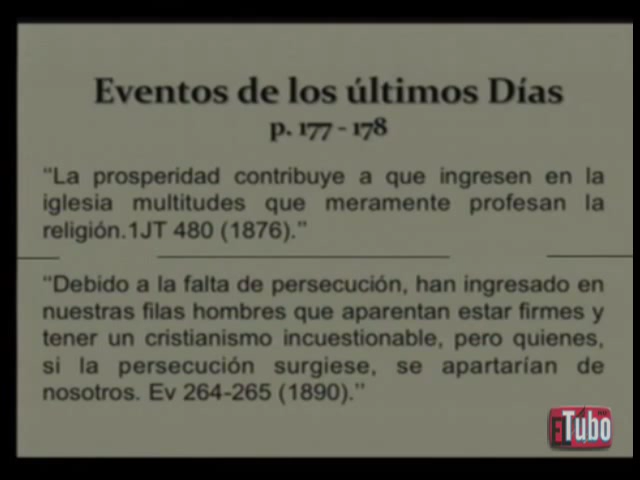 Eventos de los últimos Días
p. 177 - 178
“La prosperidad contribuye a que ingresen en la
iglesia multitudes que meramente profesan la
religión.1JT 480 (1876).”
“Debido a la falta de persecución, han ingresado en
nuestras filas hombres que aparentan estar firmes y
tener un cristianismo incuestionable, pero quienes,
si la persecución surgiese, se apartarían de
nosotros. Ev 264-265 (1890).”
ElTubo